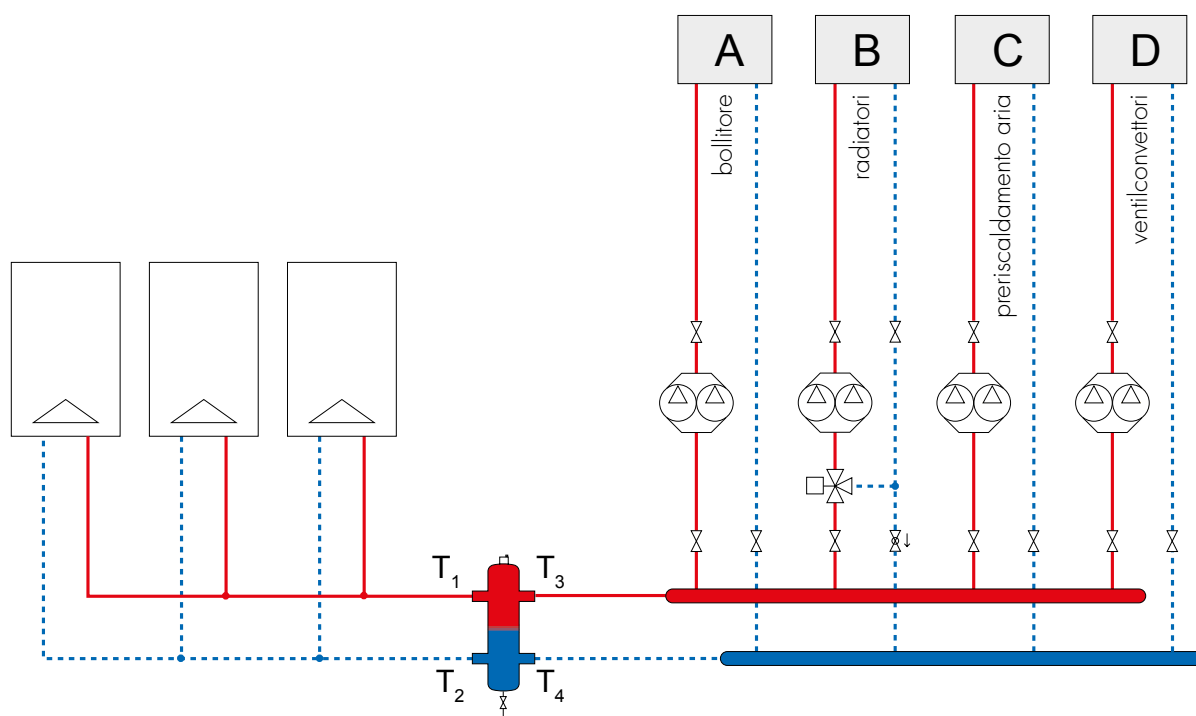 A
B
C
D
bollitore
radiatori
preriscaldamento aria
ventilconvettori
T1
T3
T2
T4